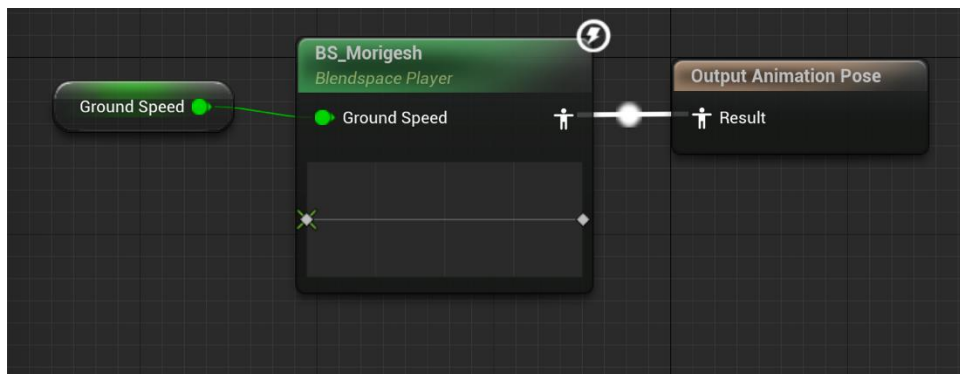 Ground Speed
BS_Morigesh
Blendspace Player
Ground Speed
Output Animation Pose
Result